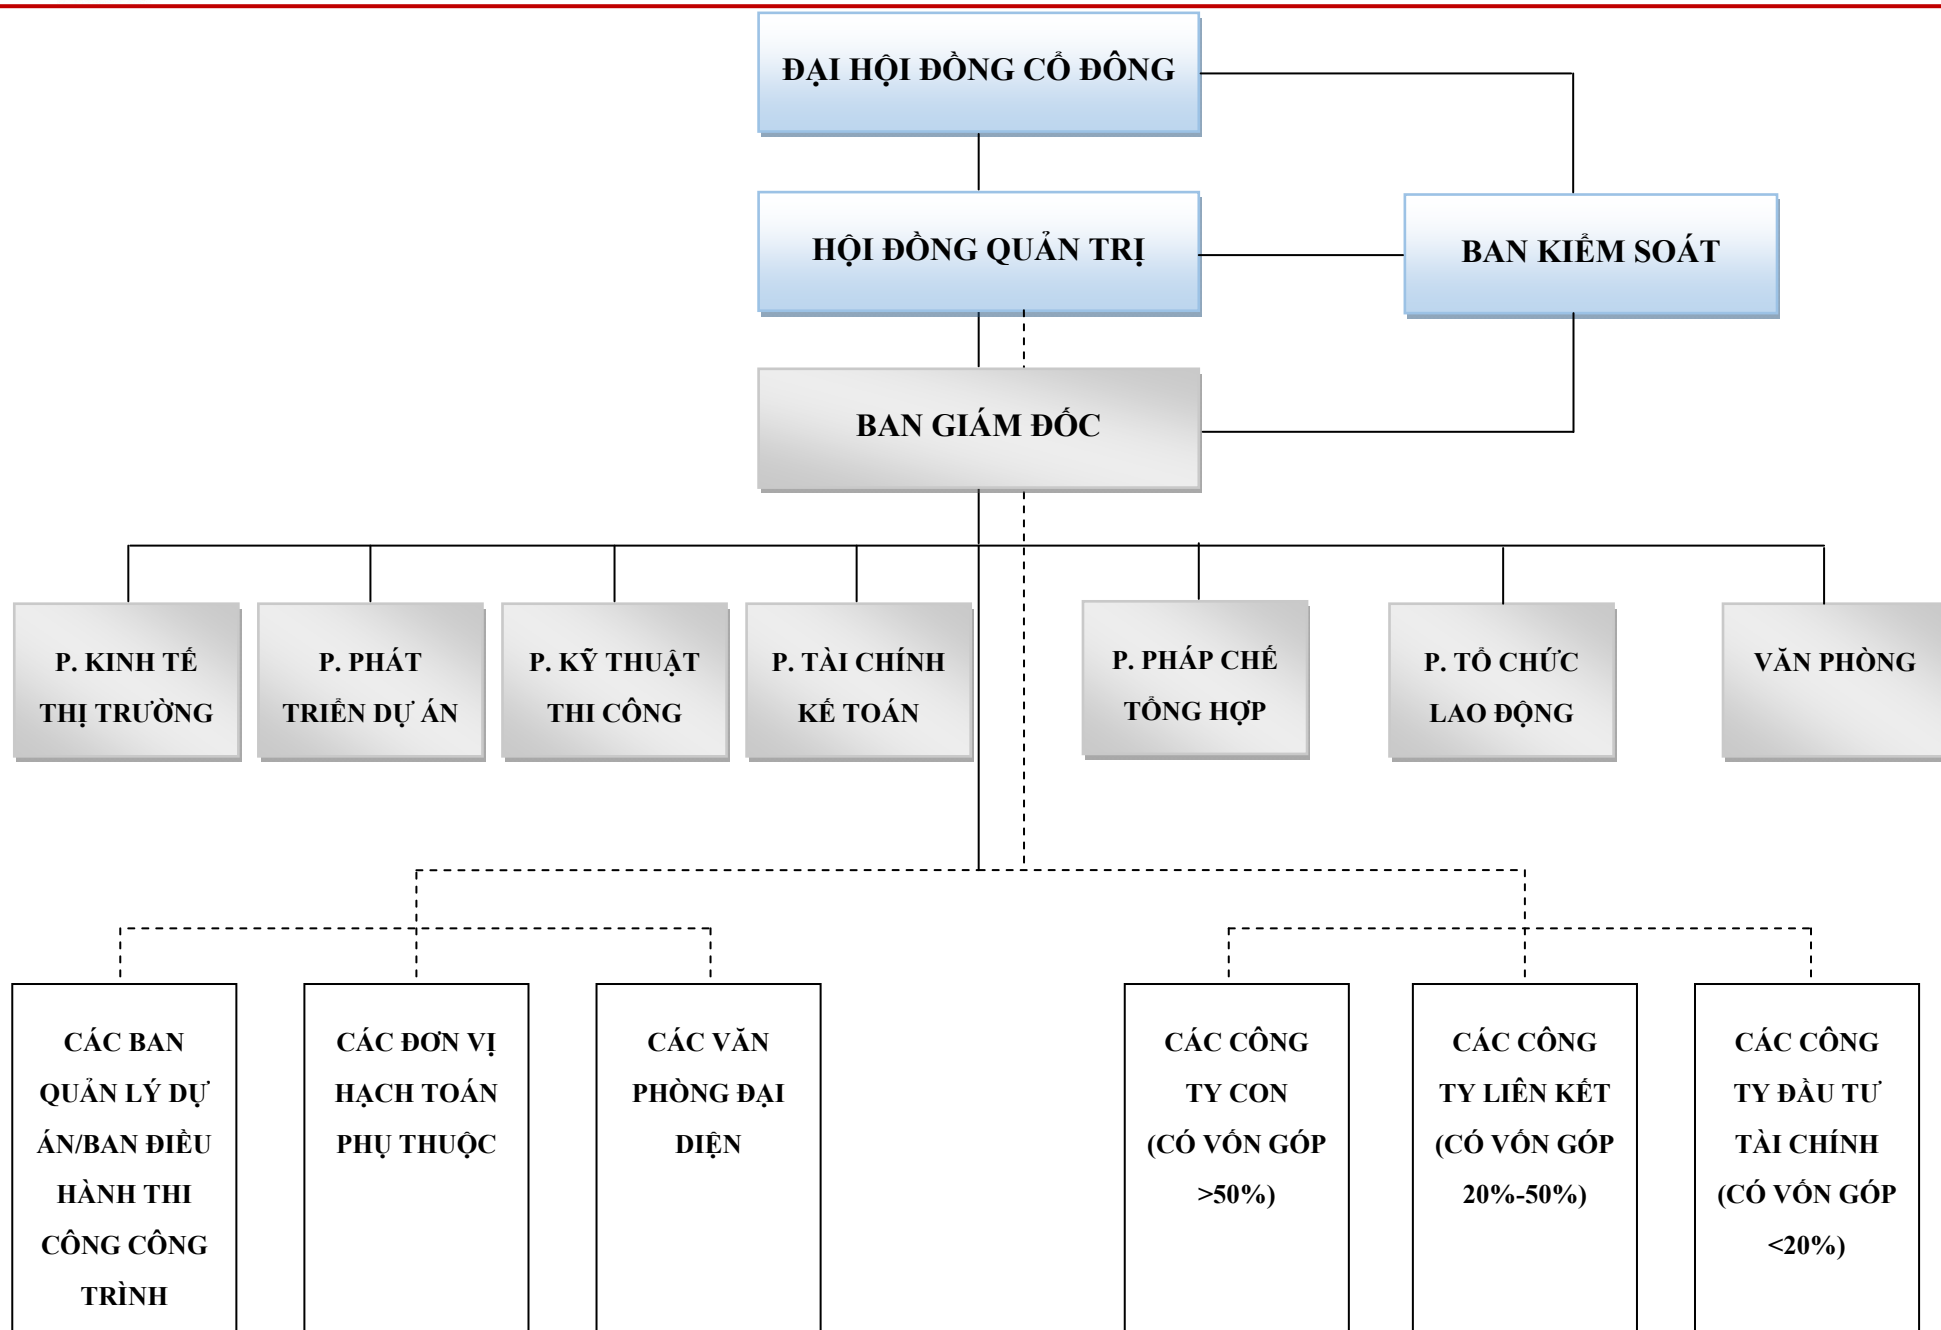 ĐẠI HỘI ĐỒNG CỔ ĐÔNG
HỘI ĐỒNG QUẢN TRỊ
BAN KIỂM SOÁT
BAN GIÁM ĐỐC
P. KINH TẾ
THỊ TRƯỜNG
P. PHÁT
TRIỂN DỰ ÁN
P. KỸ THUẬT
THI CÔNG
P. TÀI CHÍNH
KẾ TOÁN
P. PHÁP CHẾ
TỔNG HỢP
P. TỔ CHỨC
LAO ĐỘNG
VĂN PHÒNG
CÁC BAN
QUẢN LÝ DỰ
ÁN/BAN ĐIỀU
HÀNH THI
CÔNG CÔNG
TRÌNH
CÁC ĐƠN VỊ
HẠCH TOÁN
PHỤ THUỘC
CÁC VĂN
PHÒNG ĐẠI
DIỆN
CÁC CÔNG
TY CON
(CÓ VỐN GÓP
>50%)
CÁC CÔNG
TY LIÊN KẾT
(CÓ VỐN GÓP
20%-50%)
CÁC CÔNG
TY ĐẦU TƯ
TÀI CHÍNH
(CÓ VỐN GÓP
<20%)